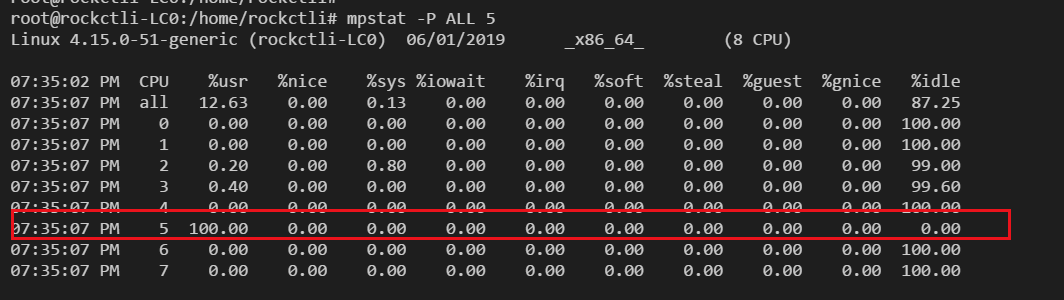 root@rockctli-LC0:/home/rockctli#
root@rockctli-LC0:/home/rockctli# mpstat -P ALL 5
Linux 4.15.0-51-generic (rockctli-LC0)  06/01/2019      _x86_64_        (8 CPU)
07:35:02 PM  CPU    %usr   %nice    %sys %iowait    %irq   %soft  %steal  %guest  %gnice   %idle
07:35:07 PM  all   12.63    0.00    0.13    0.00    0.00    0.00    0.00    0.00    0.00   87.25
07:35:07 PM    0    0.00    0.00    0.00    0.00    0.00    0.00    0.00    0.00    0.00  100.00
07:35:07 PM    1    0.00    0.00    0.00    0.00    0.00    0.00    0.00    0.00    0.00  100.00
07:35:07 PM    2    0.20    0.00    0.80    0.00    0.00    0.00    0.00    0.00    0.00   99.00
07:35:07 PM    3    0.40    0.00    0.00    0.00    0.00    0.00    0.00    0.00    0.00   99.60
07:35:07 PM    4    0.00    0.00    0.00    0.00    0.00    0.00    0.00    0.00    0.00  100.00
07:35:07 PM    5  100.00    0.00    0.00    0.00    0.00    0.00    0.00    0.00    0.00    0.00
07:35:07 PM    6    0.00    0.00    0.00    0.00    0.00    0.00    0.00    0.00    0.00  100.00
07:35:07 PM    7    0.00    0.00    0.00    0.00    0.00    0.00    0.00    0.00    0.00  100.00